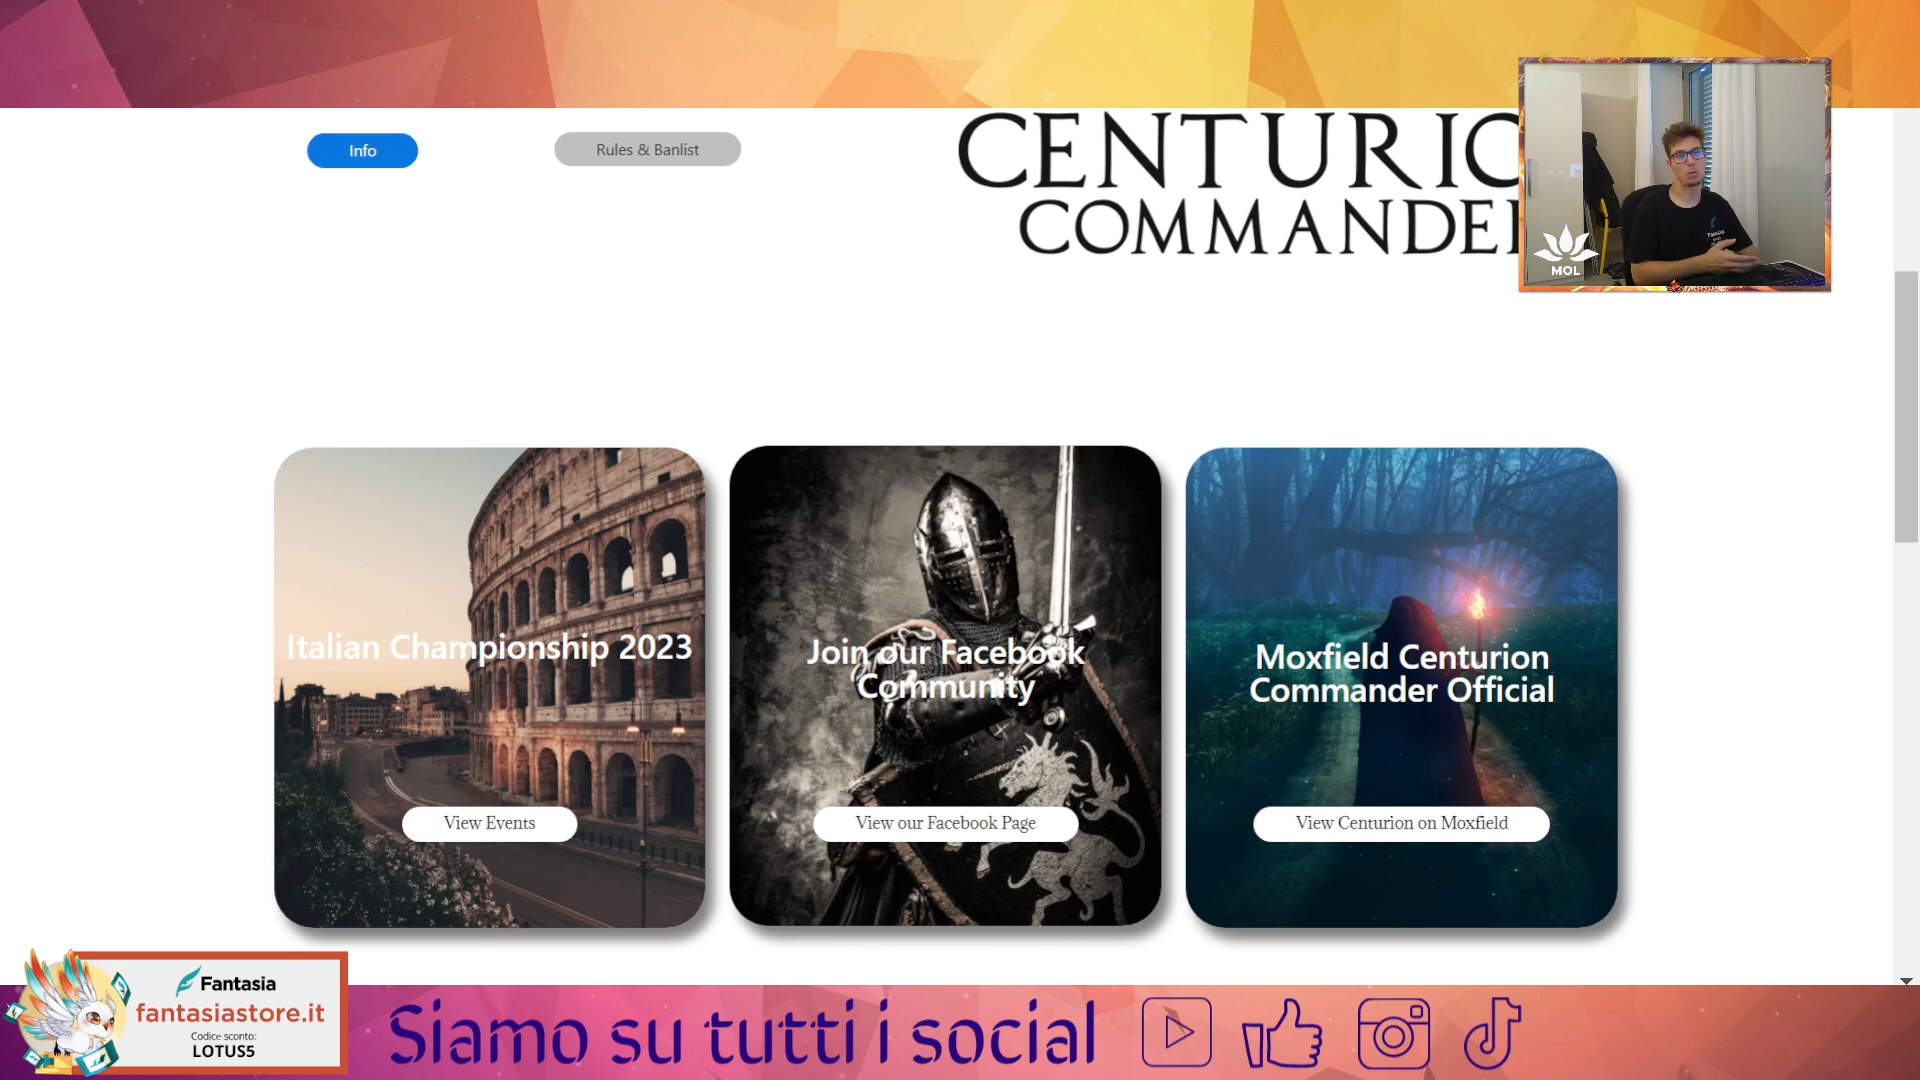 Info
Rules & Banlist
CENTURIO
COMMANDE
MOL
Italian Championship 2023
Join our Facebook
Community
Moxfield Centurion
Commander Official
View Events
View our Facebook Page
View Centurion on Moxfield
Fantasia
fantasiastore.it
Codice sconto:
LOTUS5
Siamo su tutti i social